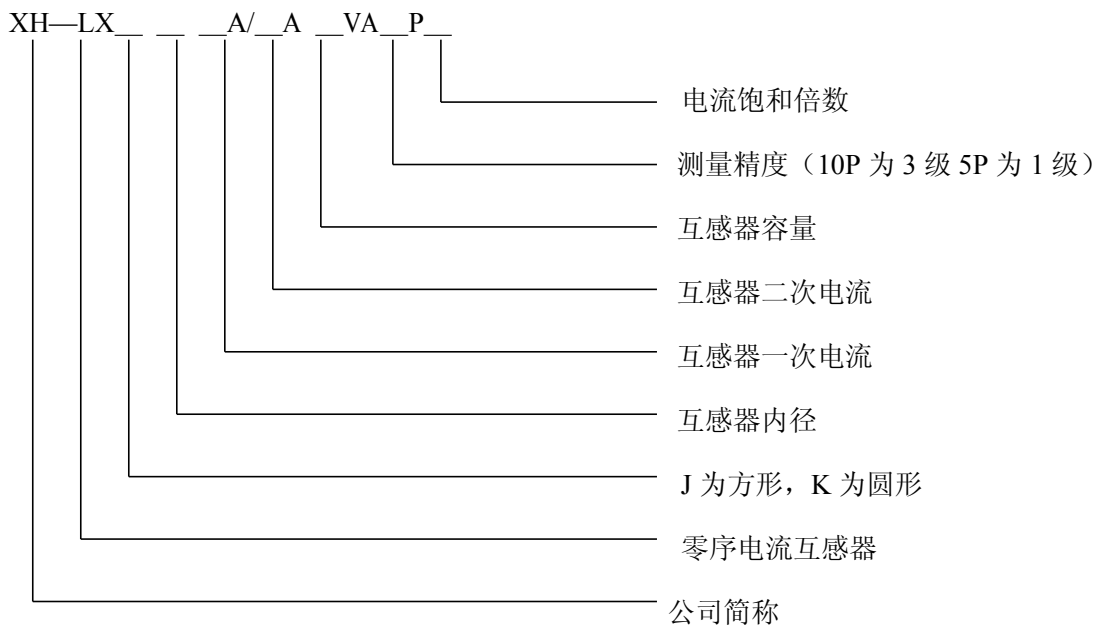 XH—LX__ __ __A/__A __VA__P__
电流饱和倍数
测量精度（10P 为 3 级 5P 为 1 级）
互感器容量
互感器二次电流
互感器一次电流
互感器内径
J 为方形，K 为圆形
零序电流互感器
公司简称